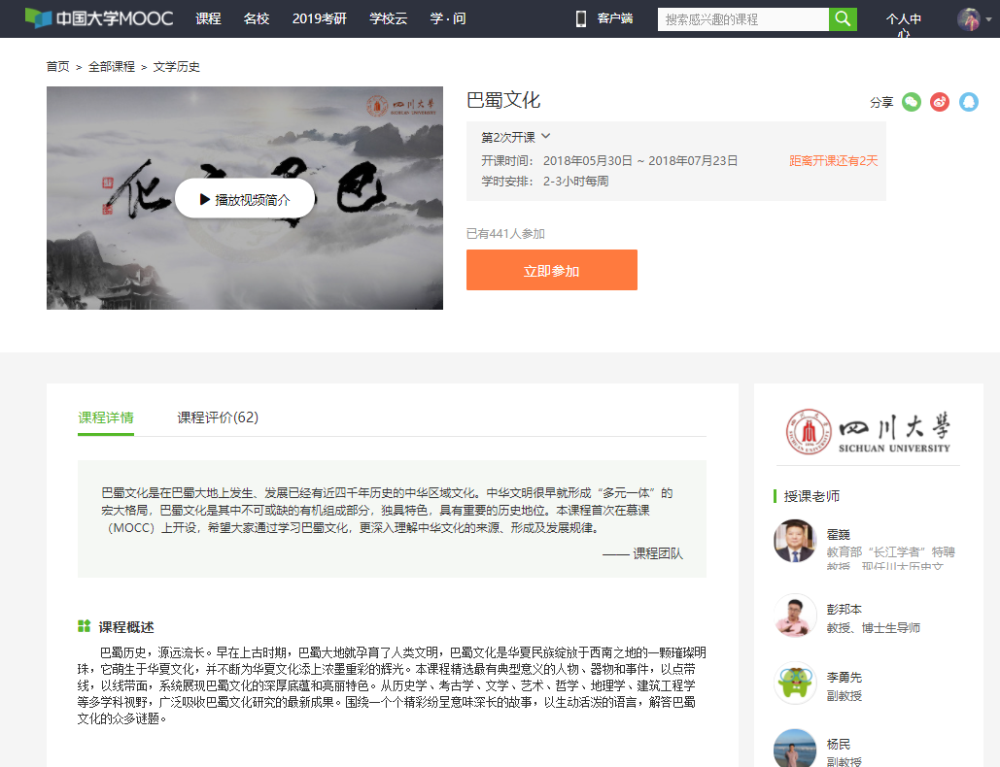 中国大学MOOC 课程 名校 2019考研 学校云 学·问 客户端 搜索感兴趣的课程 个人中心
首页 > 全部课程 > 文学历史
四川大学
SICHUAN UNIVERSITY
播放视频简介
巴蜀文化
分享
第2次开课
开课时间: 2018年05月30日 ~ 2018年07月23日 距离开课还有2天
学时安排: 2-3小时每周
已有441人参加
立即参加
课程详情 课程评价(62)
巴蜀文化是在巴蜀大地上发生、发展已经有近四千年历史的中华区域文化。中华文明很早就形成“多元一体”的
宏大格局，巴蜀文化是其中不可或缺的有机组成部分，独具特色，具有重要的历史地位。本课程首次在慕课
（MOCC）上开设，希望大家通过学习巴蜀文化，更深入理解中华文化的来源、形成及发展规律。
—— 课程团队
课程概述
巴蜀历史，源远流长。早在上古时期，巴蜀大地就孕育了人类文明，巴蜀文化是华夏民族绽放于西南之地的一颗璀璨明
珠，它萌生于华夏文化，并不断为华夏文化添上浓墨重彩的辉光。本课程精选最有典型意义的人物、器物和事件，以点带
线，以线带面，系统展现巴蜀文化的深厚底蕴和亮丽特色。从历史学、考古学、文学、艺术、哲学、地理学、建筑工程学
等多学科视野，广泛吸收巴蜀文化研究的最新成果。围绕一个个精彩纷呈意味深长的故事，以生动活泼的语言，解答巴蜀
文化的众多谜题。
四川大學
SICHUAN UNIVERSITY
授课老师
霍巍
教育部“长江学者”特聘
教授，现任川大历史文
彭邦本
教授、博士生导师
李勇先
副教授
杨民
副教授